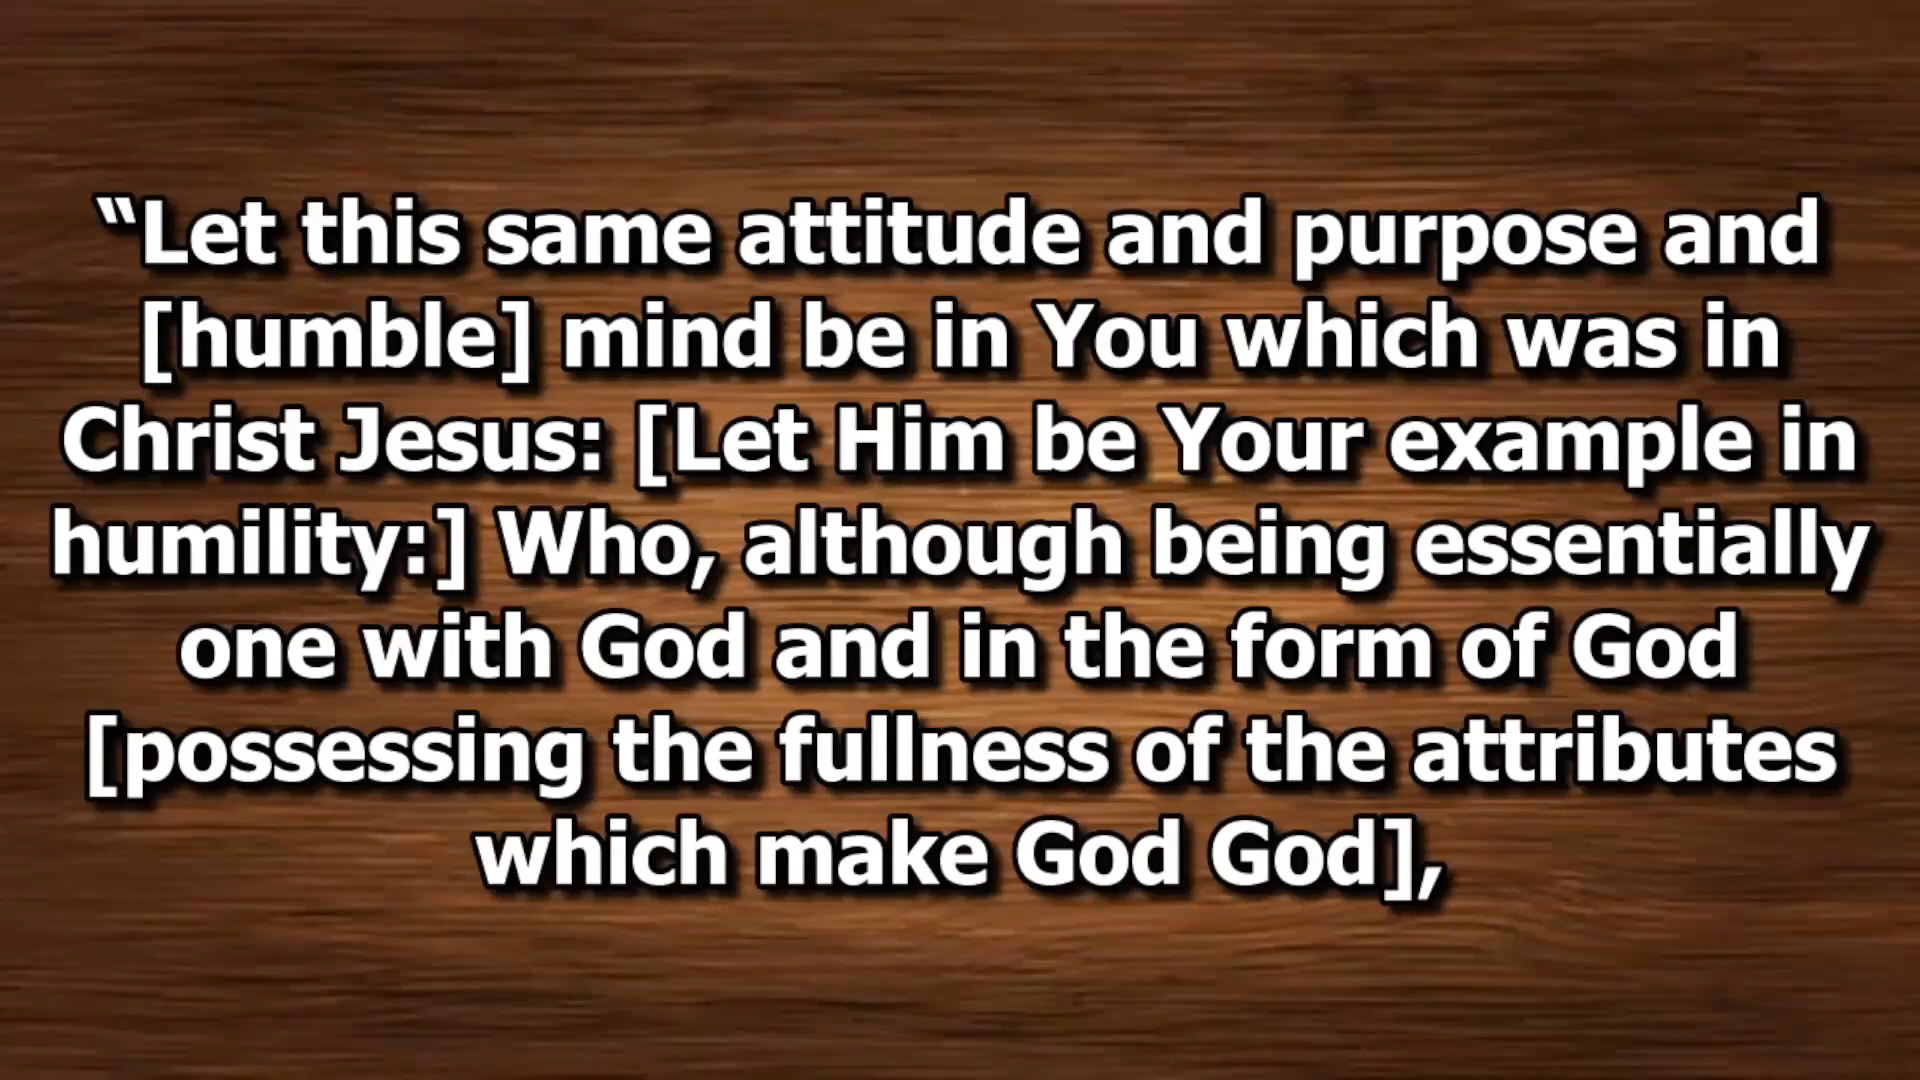 “Let this same attitude and purpose and
[humble] mind be in You which was in
Christ Jesus: [Let Him be Your example in
humility:] Who, although being essentially
one with God and in the form of God
[possessing the fullness of the attributes
which make God God],